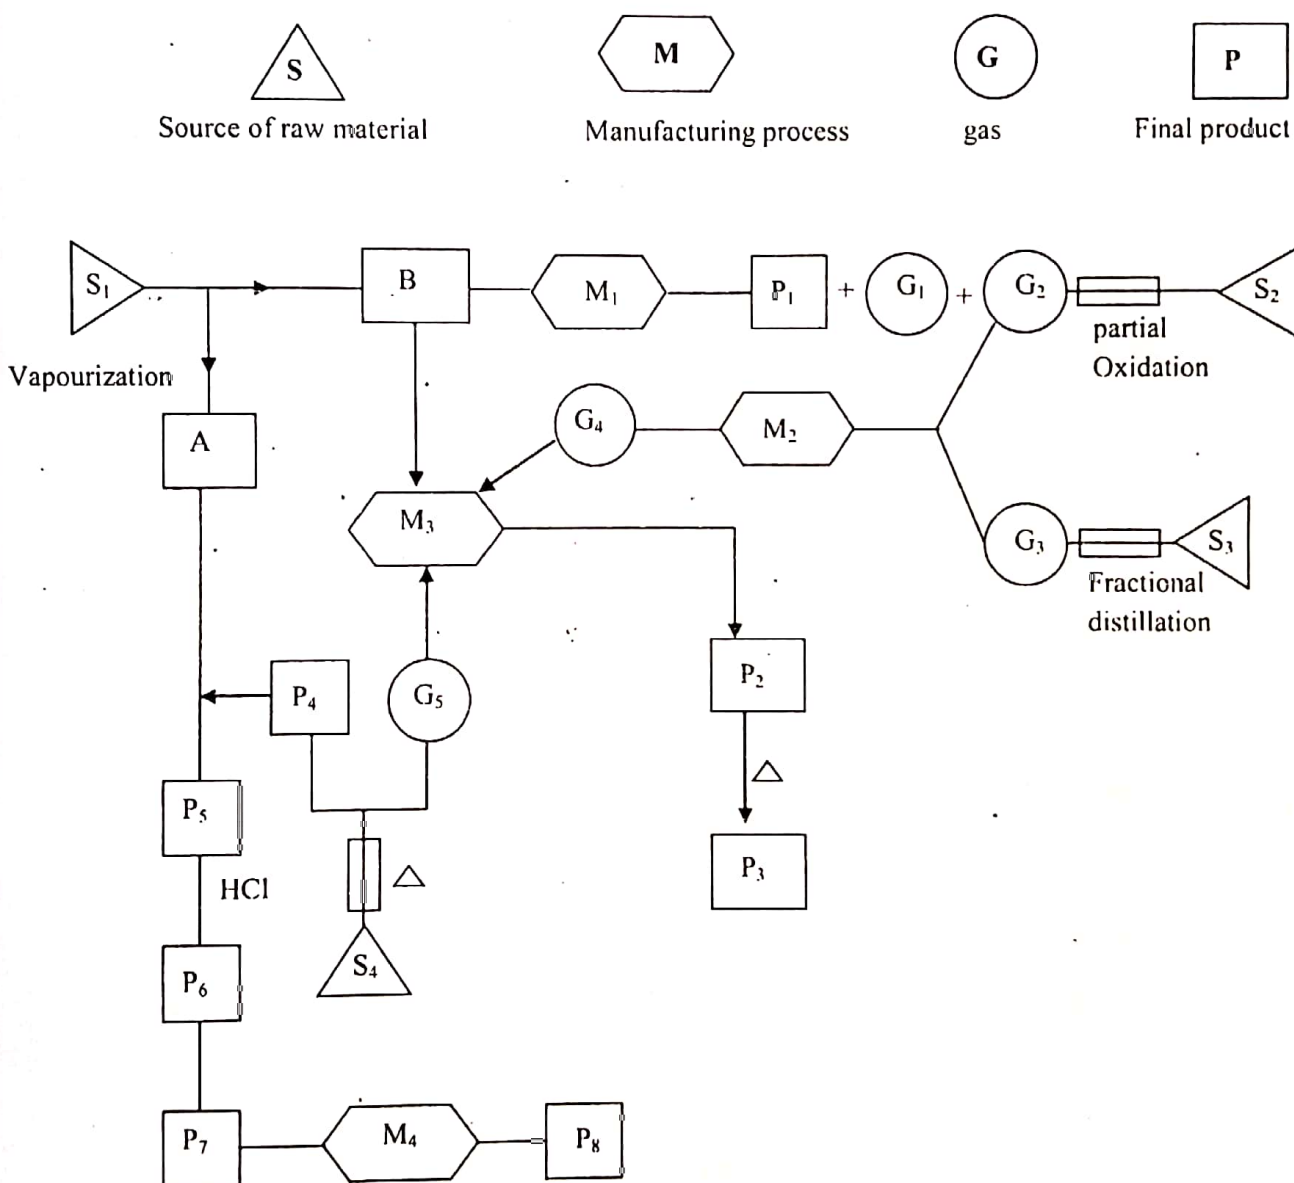 S
M
G
P
Source of raw material
Manufacturing process
gas
Final product
S₁
B
M₁
P₁
+
G₁
+
G₂
S₂
partial
Oxidation
Vapourization
A
G₄
M₂
M₃
G₃
S₃
Fractional
distillation
P₂
P₄
G₅
△
P₅
P₃
HCl
△
S₄
P₆
P₇
M₄
P₈